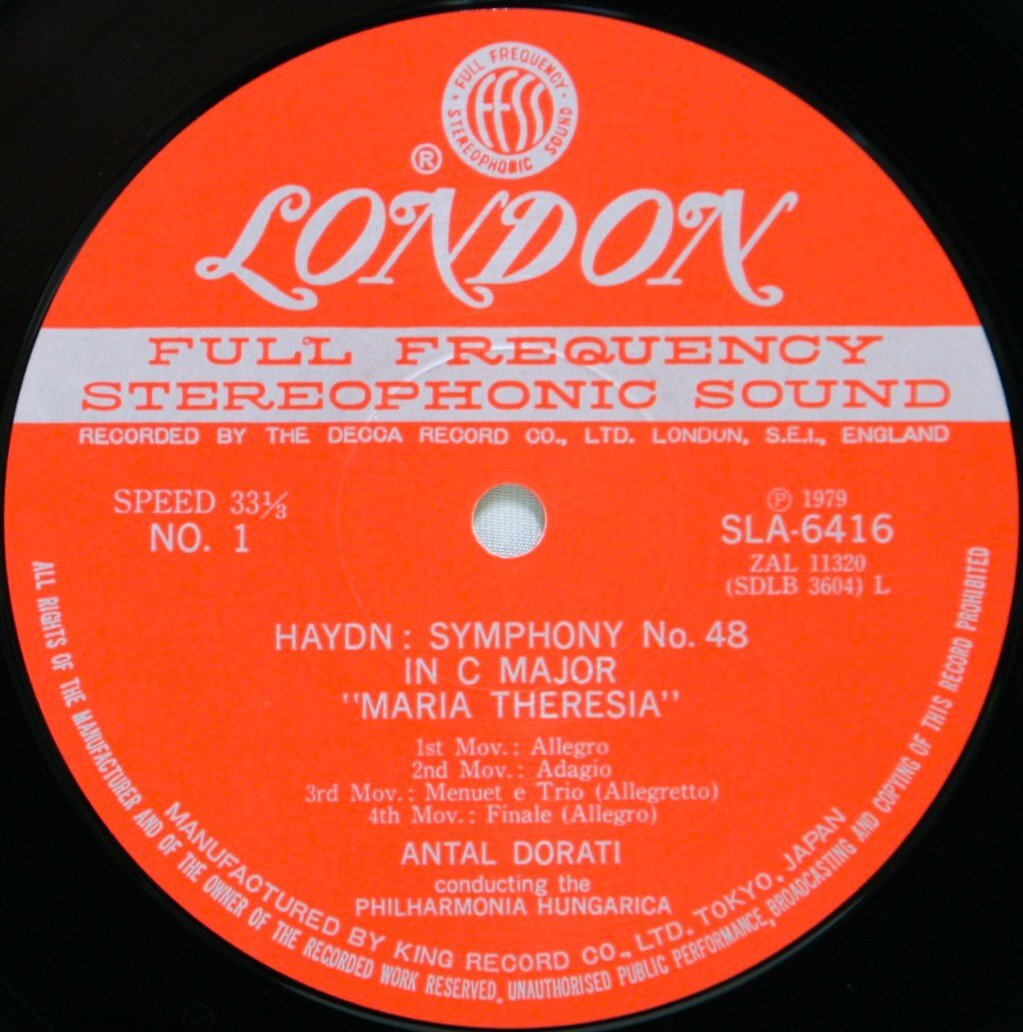 · FULL FREQUENCY ·
STEREOPHONIC SOUND
FFSS
®
LONDON
FULL FREQUENCY
STEREOPHONIC SOUND
RECORDED BY THE DECCA RECORD CO., LTD. LONDON, S.E.I., ENGLAND
SPEED 33⅓
NO. 1
℗ 1979
SLA-6416
ZAL 11320
(SDLB 3604) L
HAYDN : SYMPHONY No. 48
IN C MAJOR
"MARIA THERESIA"
1st Mov. : Allegro
2nd Mov. : Adagio
3rd Mov. : Menuet e Trio (Allegretto)
4th Mov. : Finale (Allegro)
ANTAL DORATI
conducting the
PHILHARMONIA HUNGARICA
MANUFACTURED BY KING RECORD CO., LTD. TOKYO, JAPAN
ALL RIGHTS OF THE MANUFACTURER AND OF THE OWNER OF THE RECORDED WORK RESERVED, UNAUTHORISED PUBLIC PERFORMANCE, BROADCASTING AND COPYING OF THIS RECORD PROHIBITED